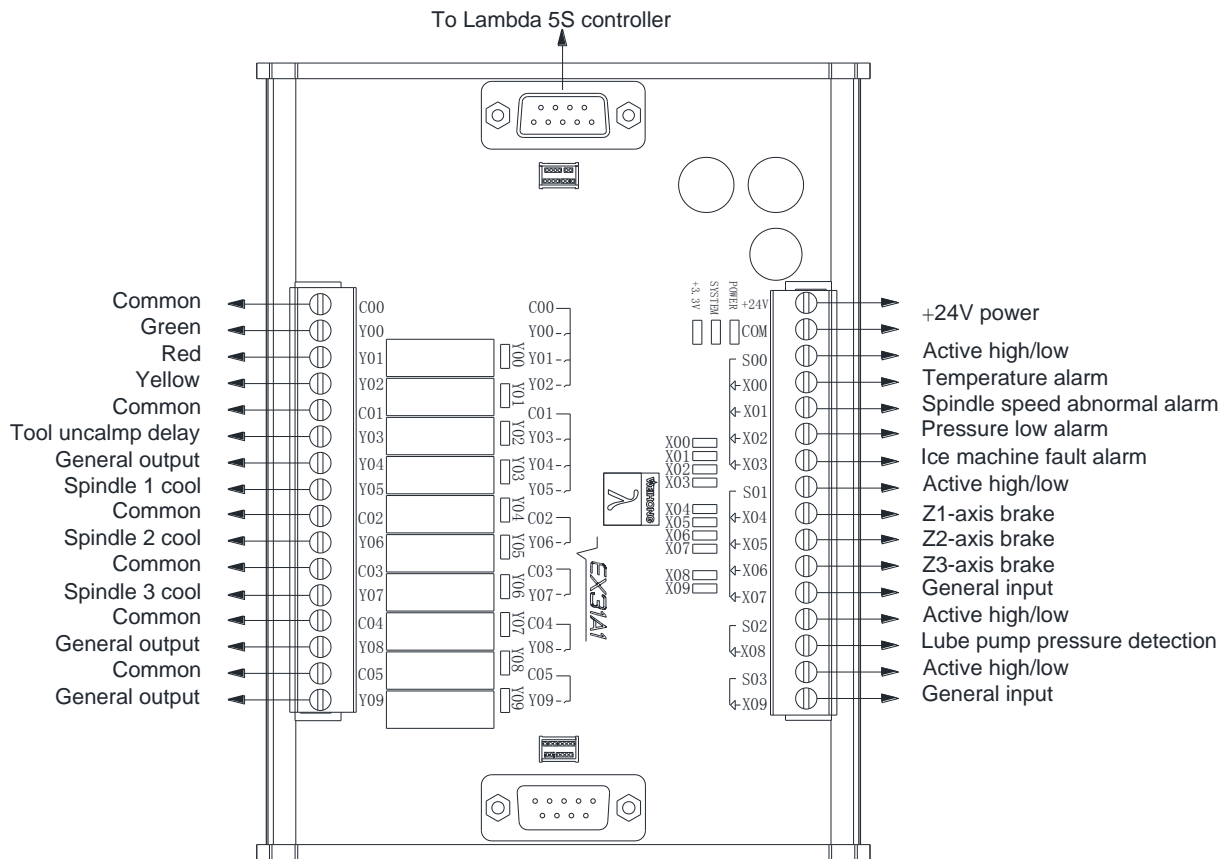 To Lambda 5S controller
+3.3V
SYSTEM
POWER
Common
Green
Red
Yellow
Common
Tool uncalmp delay
General output
Spindle 1 cool
Common
Spindle 2 cool
Common
Spindle 3 cool
Common
General output
Common
General output
C00
Y00
Y01
Y02
C01
Y03
Y04
Y05
C02
Y06
C03
Y07
C04
Y08
C05
Y09
Y00
Y01
Y02
Y03
Y04
Y05
Y06
Y07
Y08
Y09
C00
Y00
Y01
Y02
C01
Y03
Y04
Y05
C02
Y06
C03
Y07
C04
Y08
C05
Y09
WEIHONG
EX31A1
X00
X01
X02
X03
X04
X05
X06
X07
X08
X09
+24V
COM
S00
X00
X01
X02
X03
S01
X04
X05
X06
X07
S02
X08
S03
X09
+24V power
Active high/low
Temperature alarm
Spindle speed abnormal alarm
Pressure low alarm
Ice machine fault alarm
Active high/low
Z1-axis brake
Z2-axis brake
Z3-axis brake
General input
Active high/low
Lube pump pressure detection
Active high/low
General input